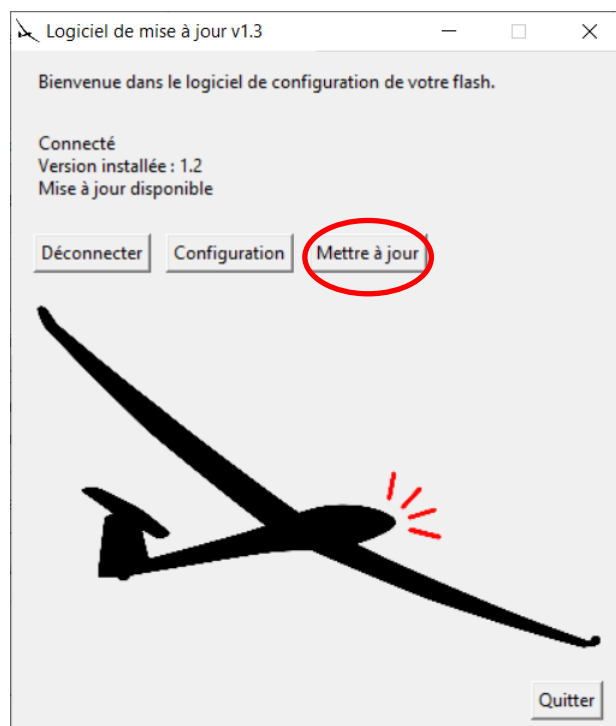 Logiciel de mise à jour v1.3
Bienvenue dans le logiciel de configuration de votre flash.
Connecté
Version installée : 1.2
Mise à jour disponible
Déconnecter Configuration Mettre à jour
Quitter